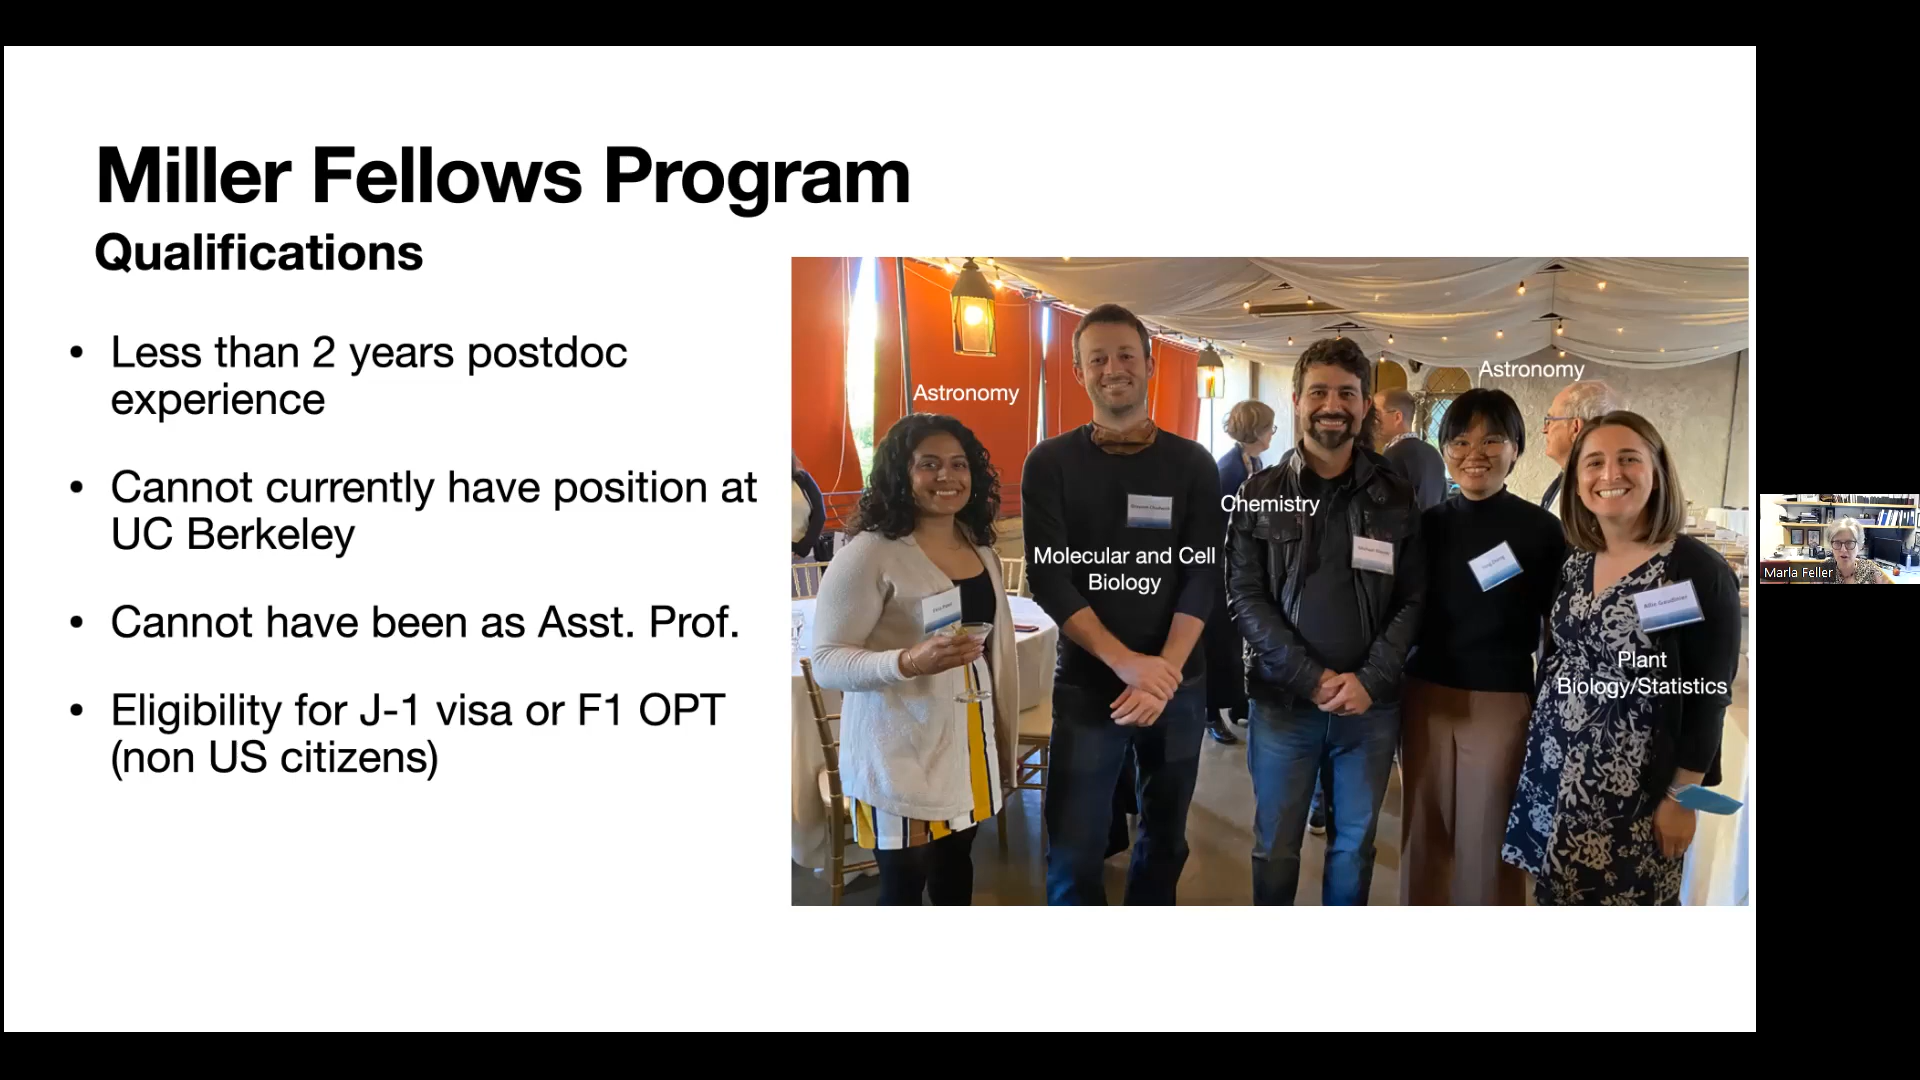 Miller Fellows Program
Qualifications
• Less than 2 years postdoc
experience
• Cannot currently have position at
UC Berkeley
• Cannot have been as Asst. Prof.
• Eligibility for J-1 visa or F1 OPT
(non US citizens)
Astronomy
Molecular and Cell
Biology
Chemistry
Astronomy
Plant
Biology/Statistics
Allie Gaudinier
Marla Feller